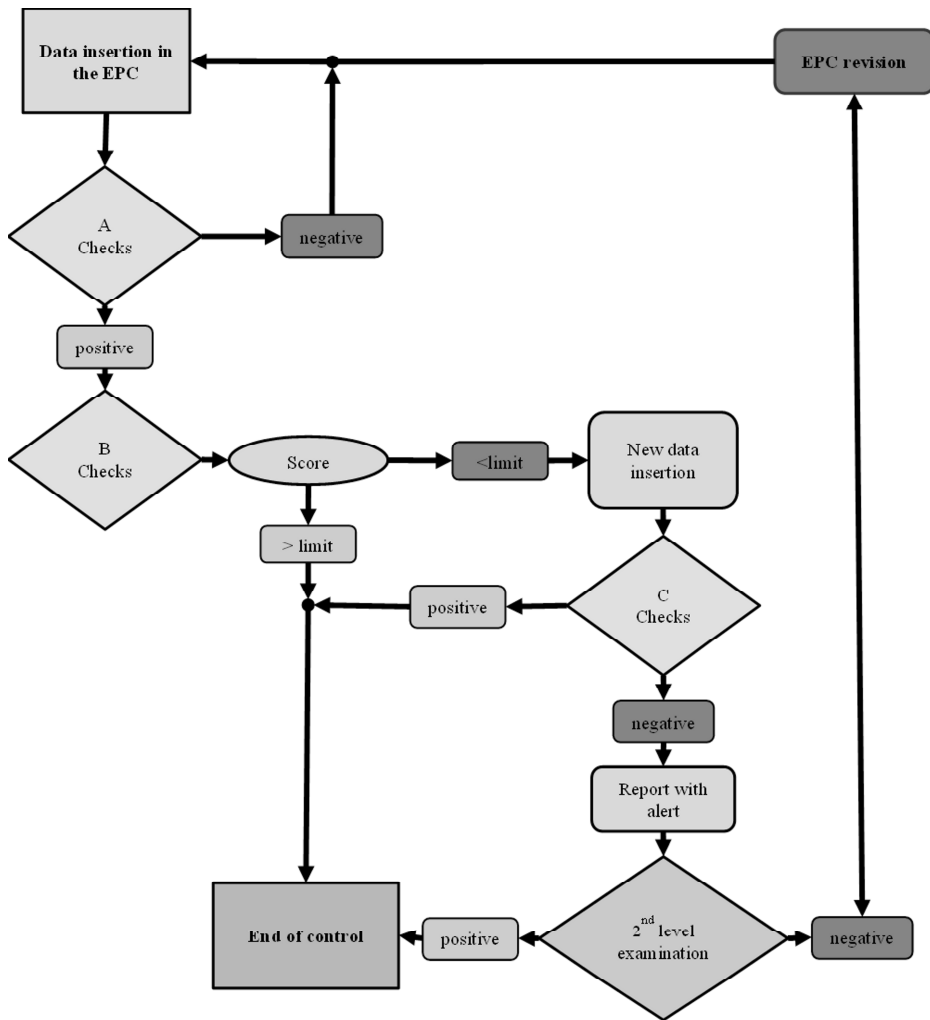 Data insertion in
the EPC
EPC revision
A
Checks
negative
positive
B
Checks
Score
<limit
New data
insertion
> limit
positive
C
Checks
negative
Report with
alert
End of control
positive
2nd level
examination
negative